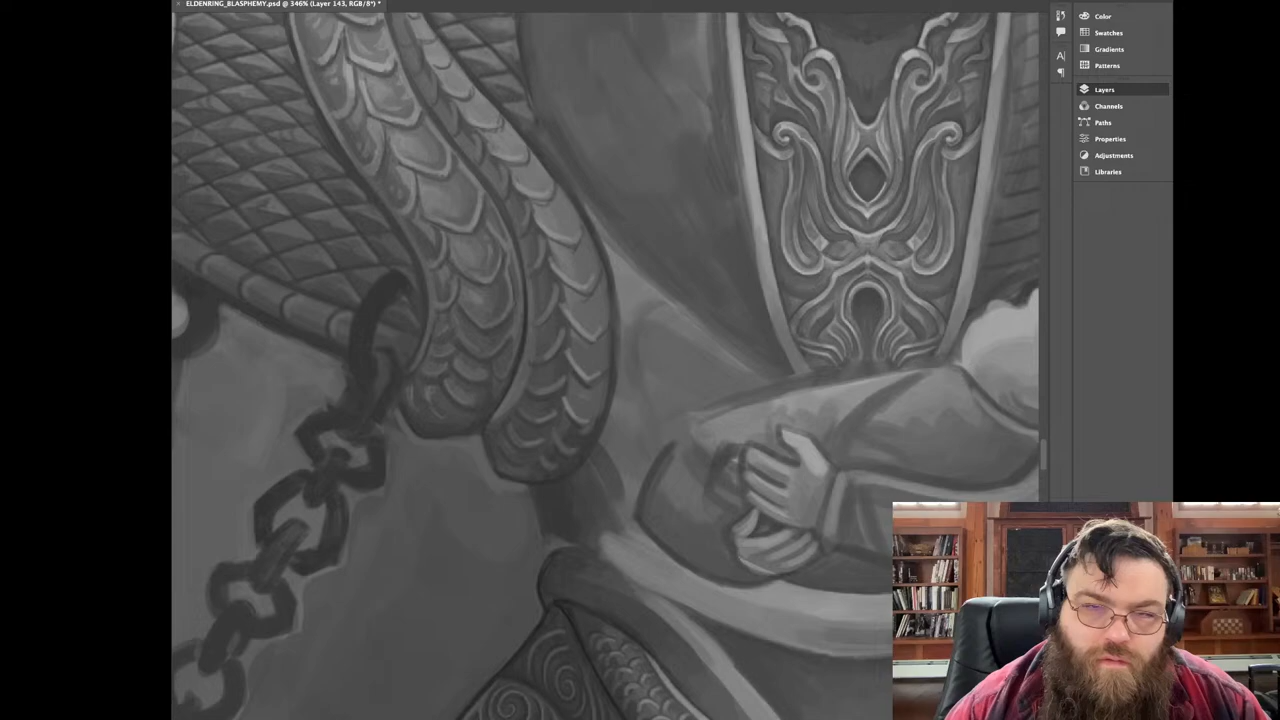 ELDENRING_BLASPHEMY.psd @ 346% (Layer 143, RGB/8*) *
Color
Swatches
Gradients
Patterns
Layers
Channels
Paths
Properties
Adjustments
Libraries